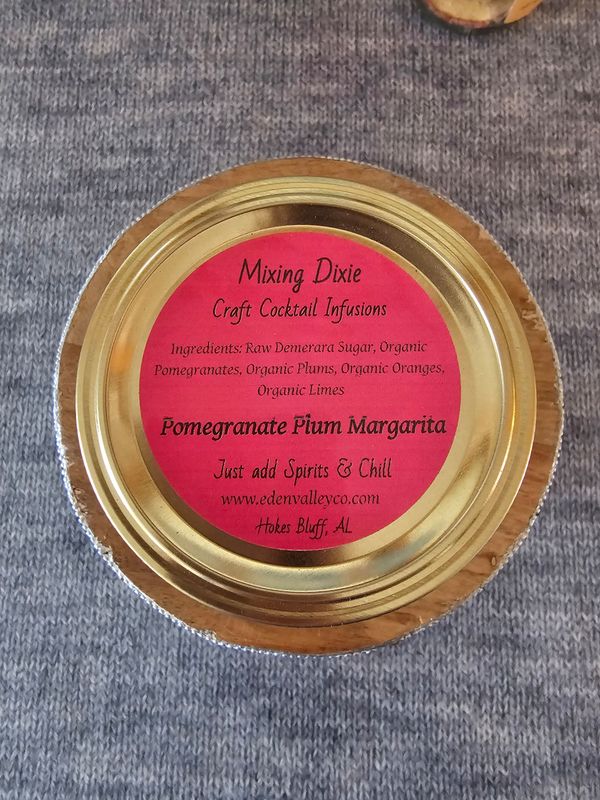 Mixing Dixie
Craft Cocktail Infusions
Ingredients: Raw Demerara Sugar, Organic
Pomegranates, Organic Plums, Organic Oranges,
Organic Limes
Pomegranate Plum Margarita
Just add Spirits & Chill
www.edenvalleyco.com
Hokes Bluff, AL